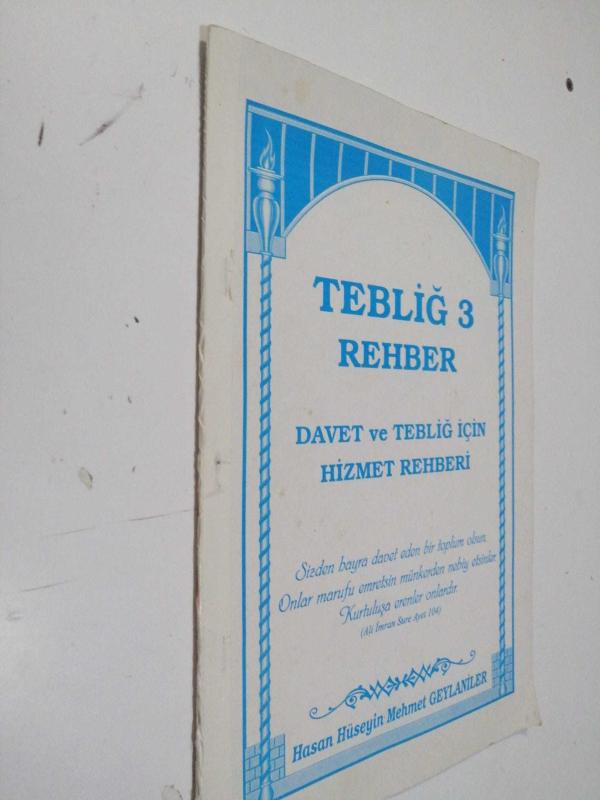 TEBLİĞ 3
REHBER
DAVET ve TEBLİĞ İÇİN
HİZMET REHBERİ
Sizden hayra davet eden bir toplum olsun.
Onlar marufu emretsin münkerden nehiy etsinler.
Kurtuluşa erenler onlardır.
(Ali İmran Sure Ayet 104)
Hasan Hüseyin Mehmet GEYLANİLER